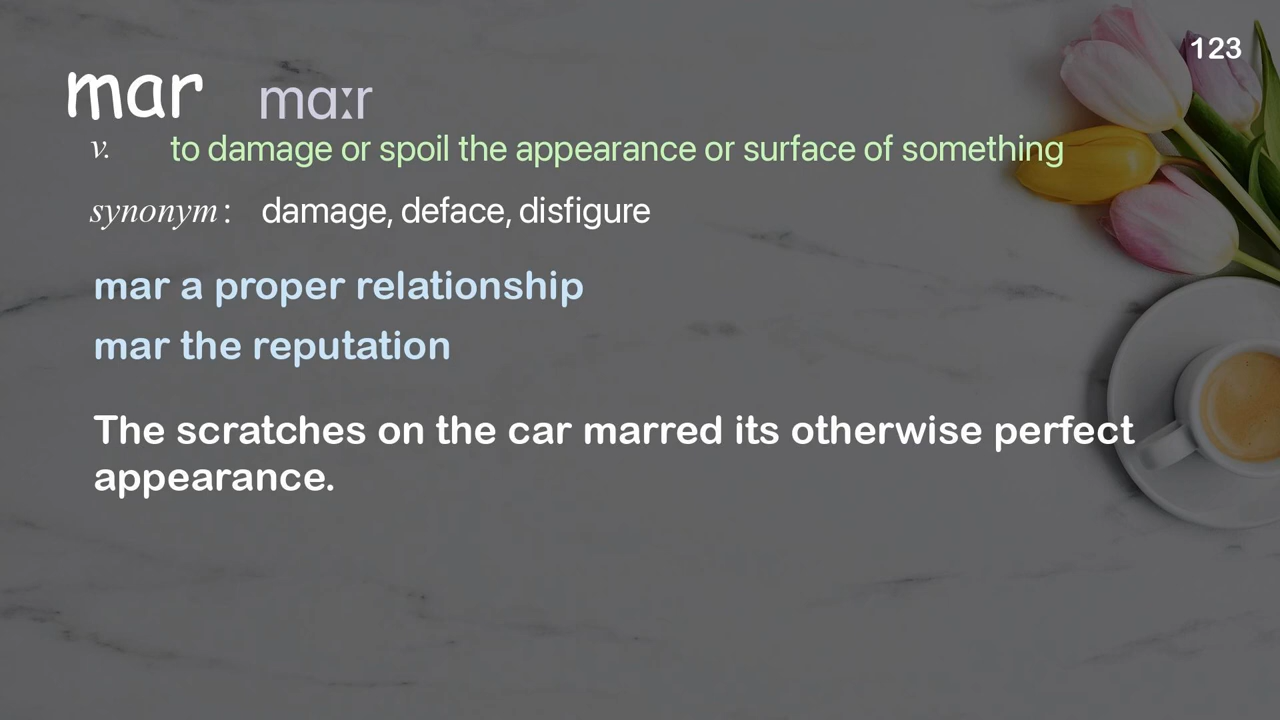 123
mar mɑːr
v. to damage or spoil the appearance or surface of something
synonym: damage, deface, disfigure
mar a proper relationship
mar the reputation
The scratches on the car marred its otherwise perfect
appearance.